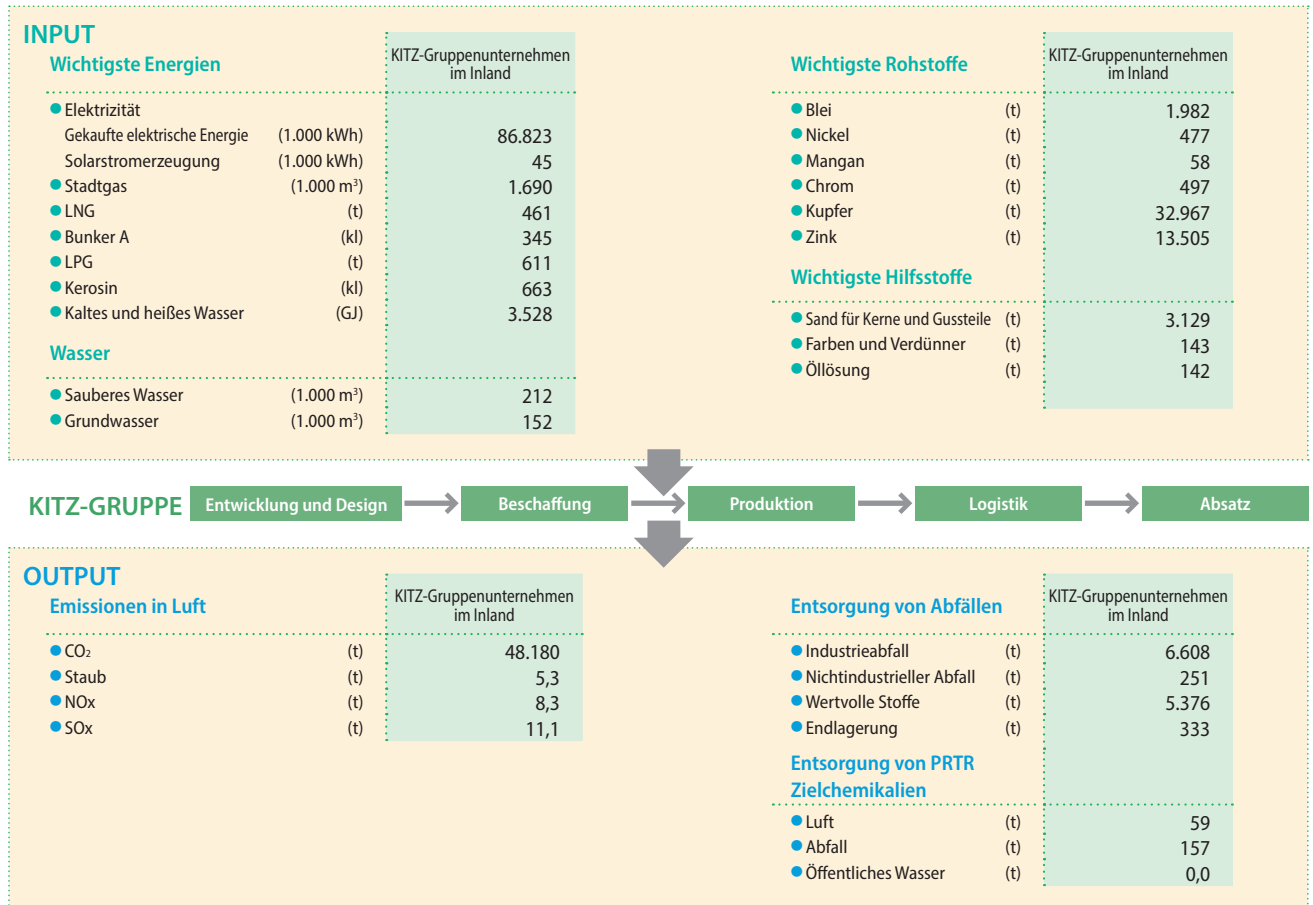 INPUT
Wichtigste Energien
KITZ-Gruppenunternehmen
im Inland
Elektrizität
Gekaufte elektrische Energie (1.000 kWh) 86.823
Solarstromerzeugung (1.000 kWh) 45
Stadtgas (1.000 m³) 1.690
LNG (t) 461
Bunker A (kl) 345
LPG (t) 611
Kerosin (kl) 663
Kaltes und heißes Wasser (GJ) 3.528
Wasser
Sauberes Wasser (1.000 m³) 212
Grundwasser (1.000 m³) 152
Wichtigste Rohstoffe
KITZ-Gruppenunternehmen
im Inland
Blei (t) 1.982
Nickel (t) 477
Mangan (t) 58
Chrom (t) 497
Kupfer (t) 32.967
Zink (t) 13.505
Wichtigste Hilfsstoffe
Sand für Kerne und Gussteile (t) 3.129
Farben und Verdünner (t) 143
Öllösung (t) 142
KITZ-GRUPPE Entwicklung und Design Beschaffung Produktion Logistik Absatz
OUTPUT
Emissionen in Luft
KITZ-Gruppenunternehmen
im Inland
CO₂ (t) 48.180
Staub (t) 5,3
NOx (t) 8,3
SOx (t) 11,1
Entsorgung von Abfällen
KITZ-Gruppenunternehmen
im Inland
Industrieabfall (t) 6.608
Nichtindustrieller Abfall (t) 251
Wertvolle Stoffe (t) 5.376
Endlagerung (t) 333
Entsorgung von PRTR
Zielchemikalien
Luft (t) 59
Abfall (t) 157
Öffentliches Wasser (t) 0,0